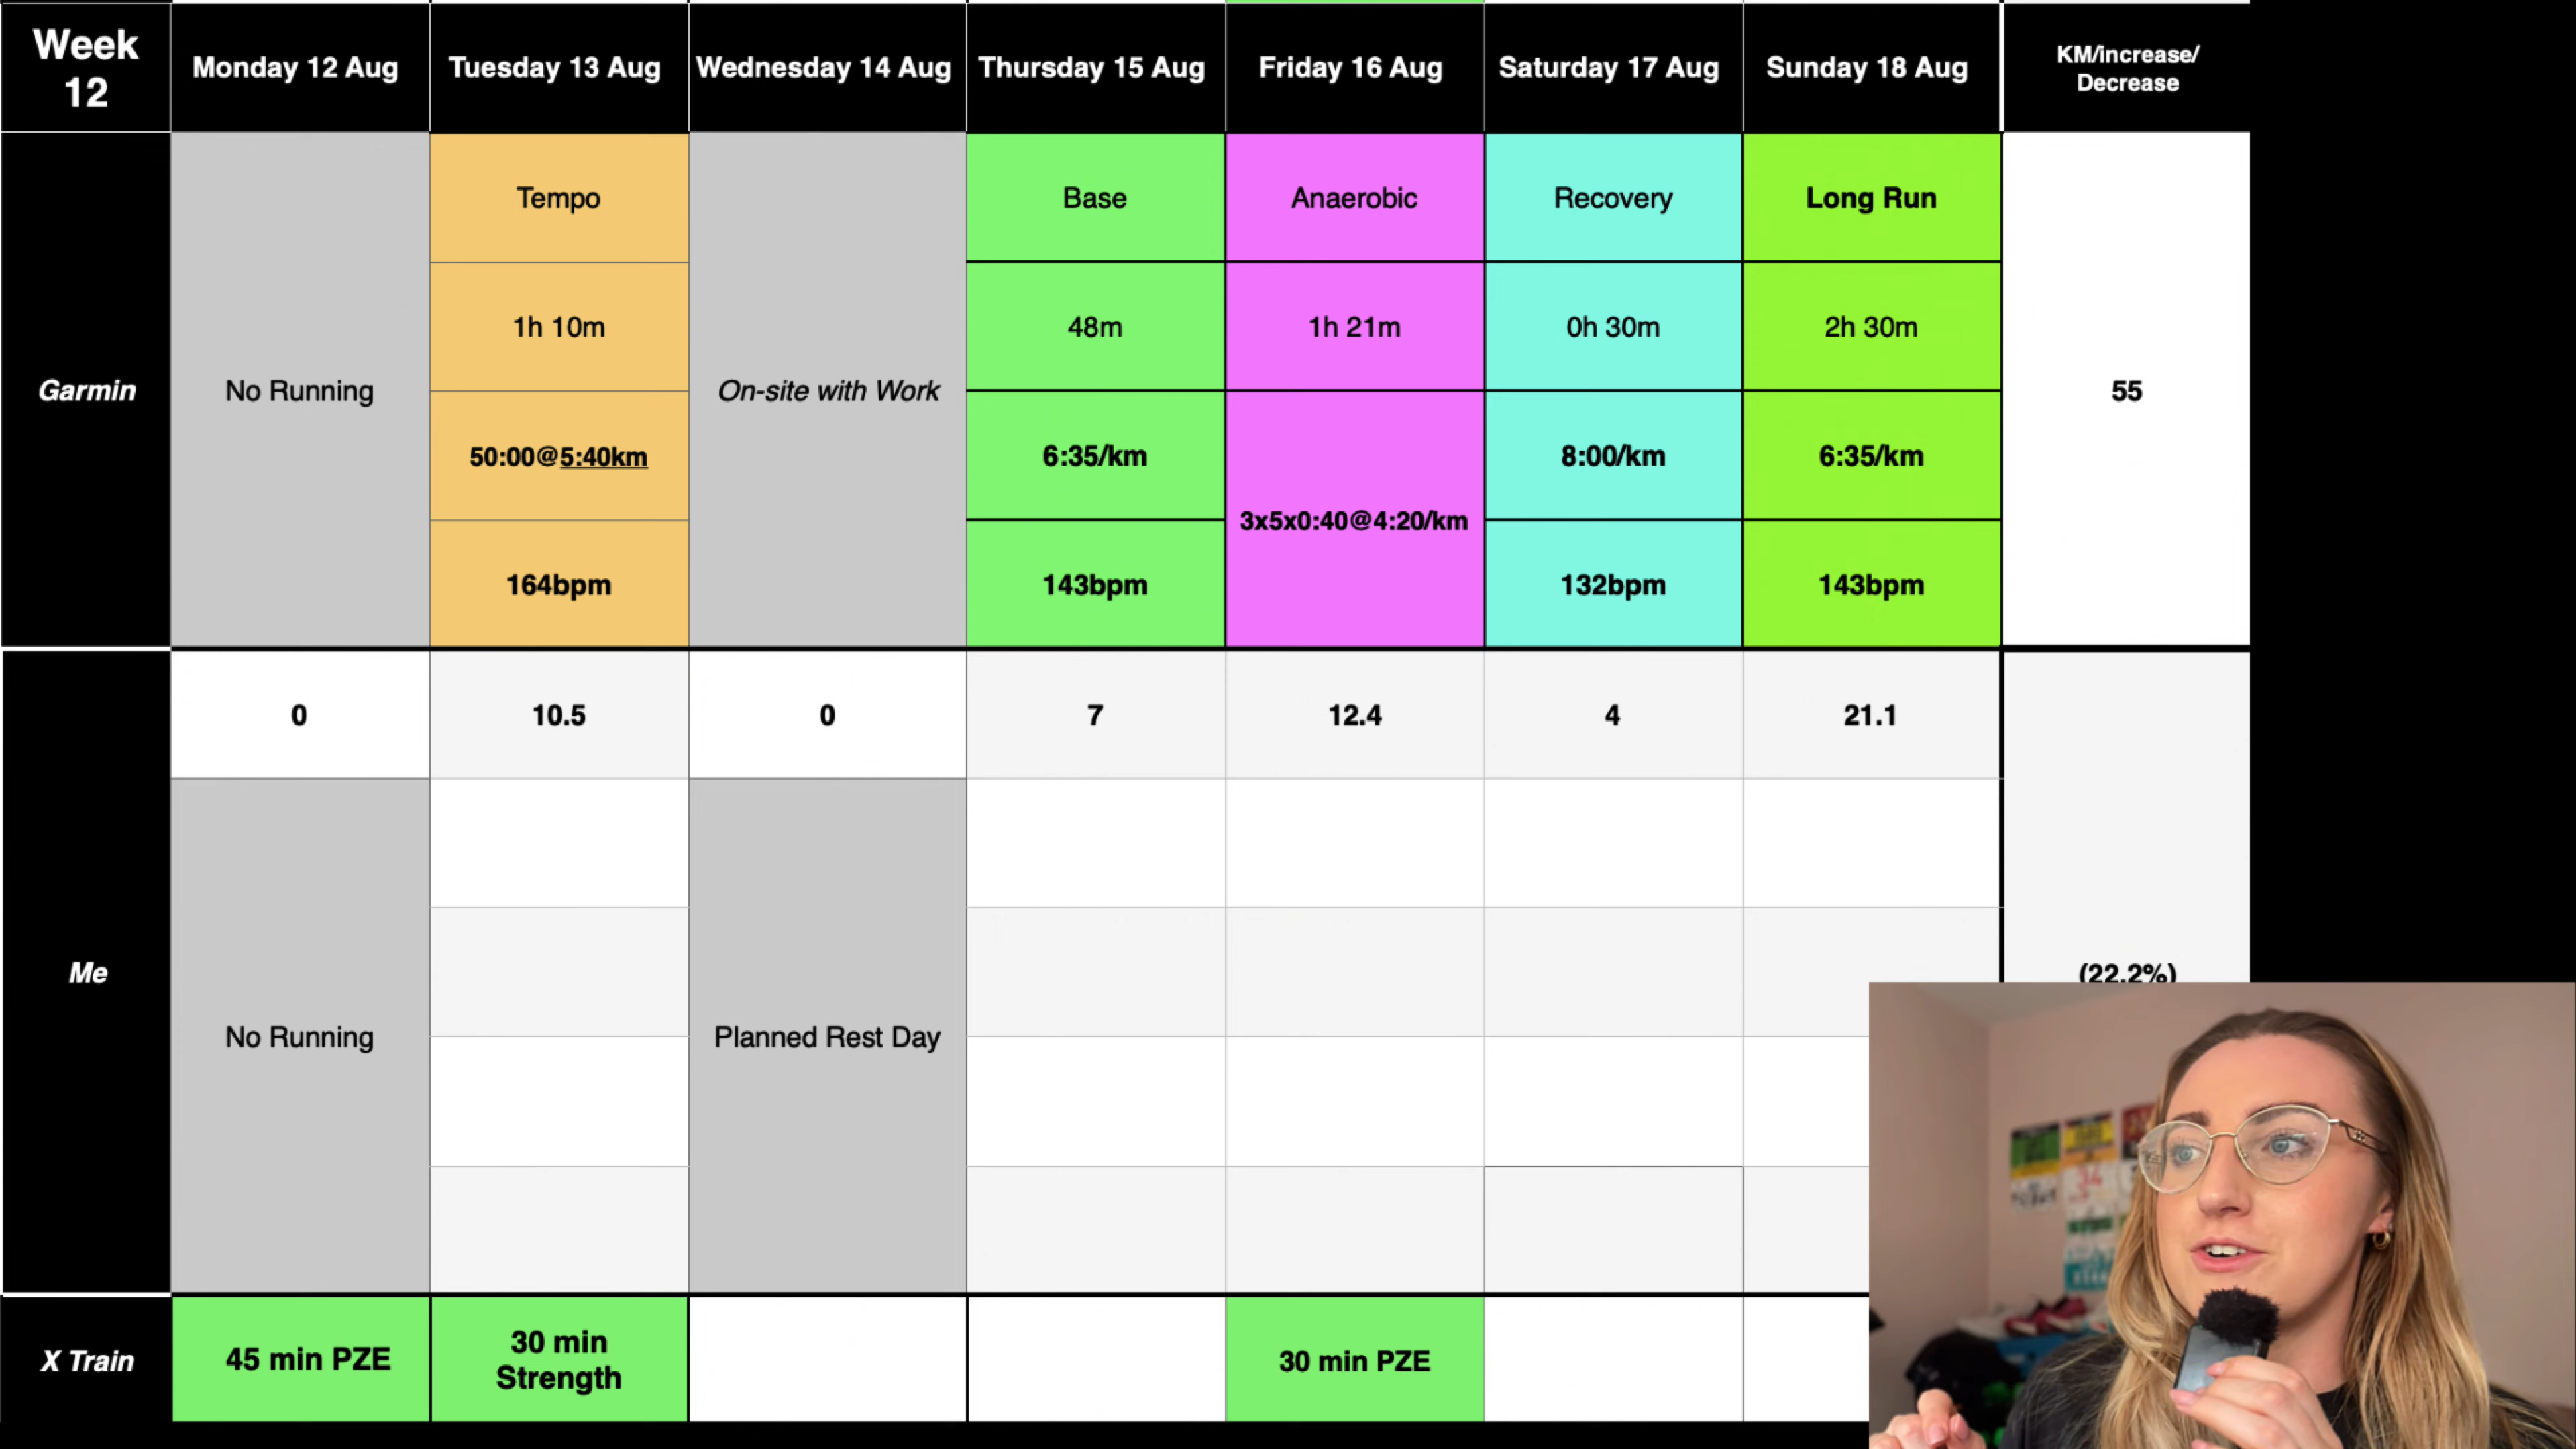 Week
12
Monday 12 Aug
Tuesday 13 Aug
Wednesday 14 Aug
Thursday 15 Aug
Friday 16 Aug
Saturday 17 Aug
Sunday 18 Aug
KM/increase/
Decrease
Garmin
No Running
Tempo
1h 10m
50:00@5:40km
164bpm
On-site with Work
Base
48m
6:35/km
143bpm
Anaerobic
1h 21m
3x5x0:40@4:20/km
Recovery
0h 30m
8:00/km
132bpm
Long Run
2h 30m
6:35/km
143bpm
55
Me
0
10.5
0
7
12.4
4
21.1
No Running
Planned Rest Day
(22.2%)
X Train
45 min PZE
30 min
Strength
30 min PZE